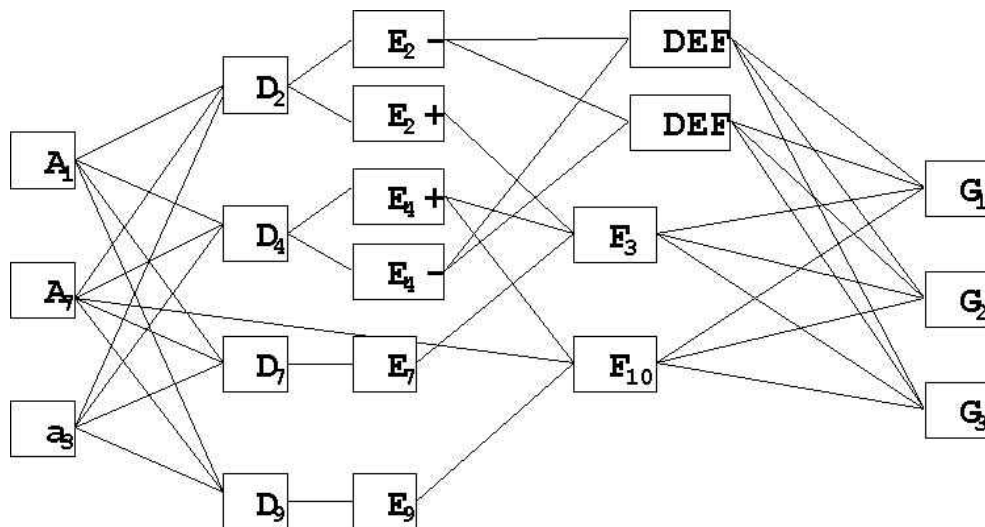 A₁
A₇
a₃
D₂
D₄
D₇
D₉
E₂ -
E₂ +
E₄ +
E₄ -
E₇
E₉
DEF
DEF
F₃
F₁₀
G₁
G₂
G₃